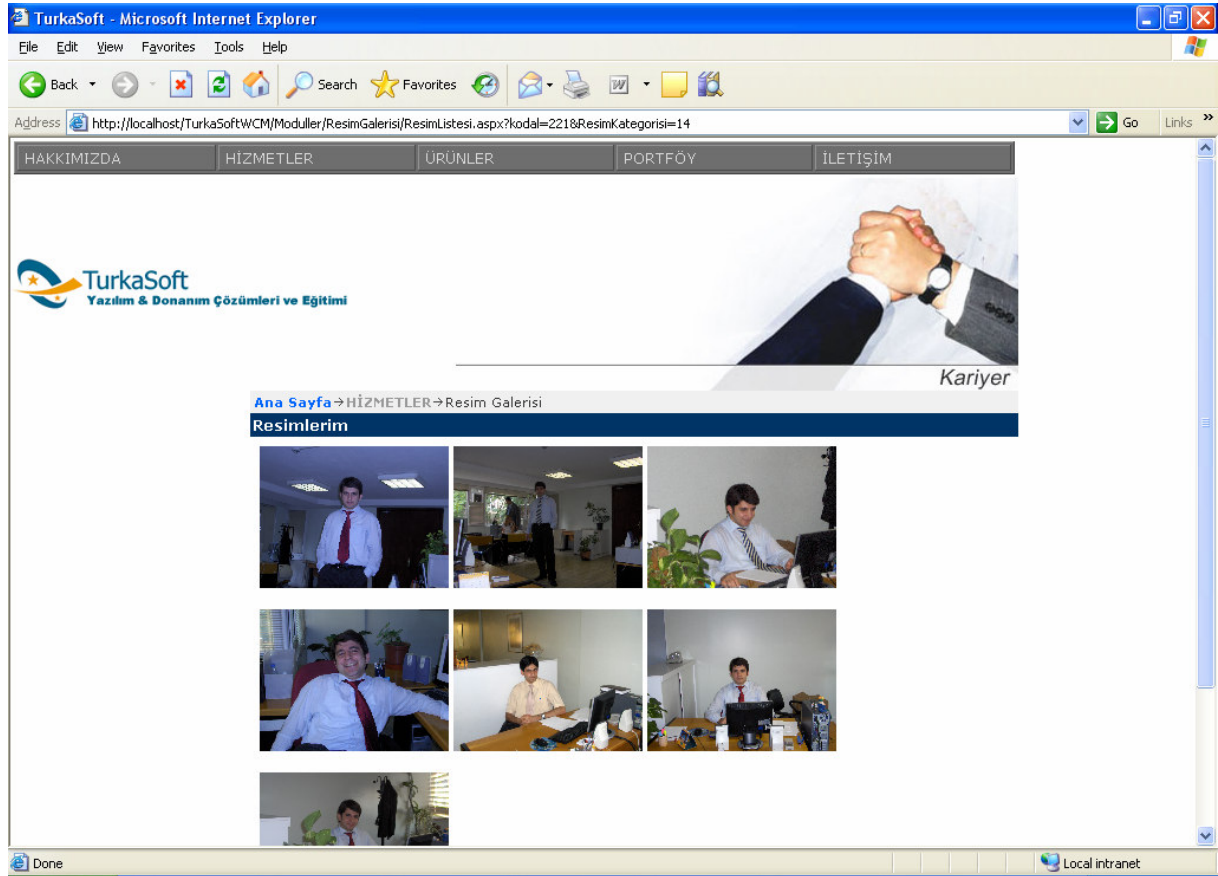 TurkaSoft - Microsoft Internet Explorer
File Edit View Favorites Tools Help
Back Search Favorites
Address http://localhost/TurkaSoftWCM/Moduller/ResimGalerisi/ResimListesi.aspx?kodal=221&ResimKategorisi=14 Go Links »
HAKKIMIZDA HİZMETLER ÜRÜNLER PORTFÖY İLETİŞİM
TurkaSoft
Yazılım & Donanım Çözümleri ve Eğitimi
Kariyer
Ana Sayfa→HİZMETLER→Resim Galerisi
Resimlerim
Done Local intranet